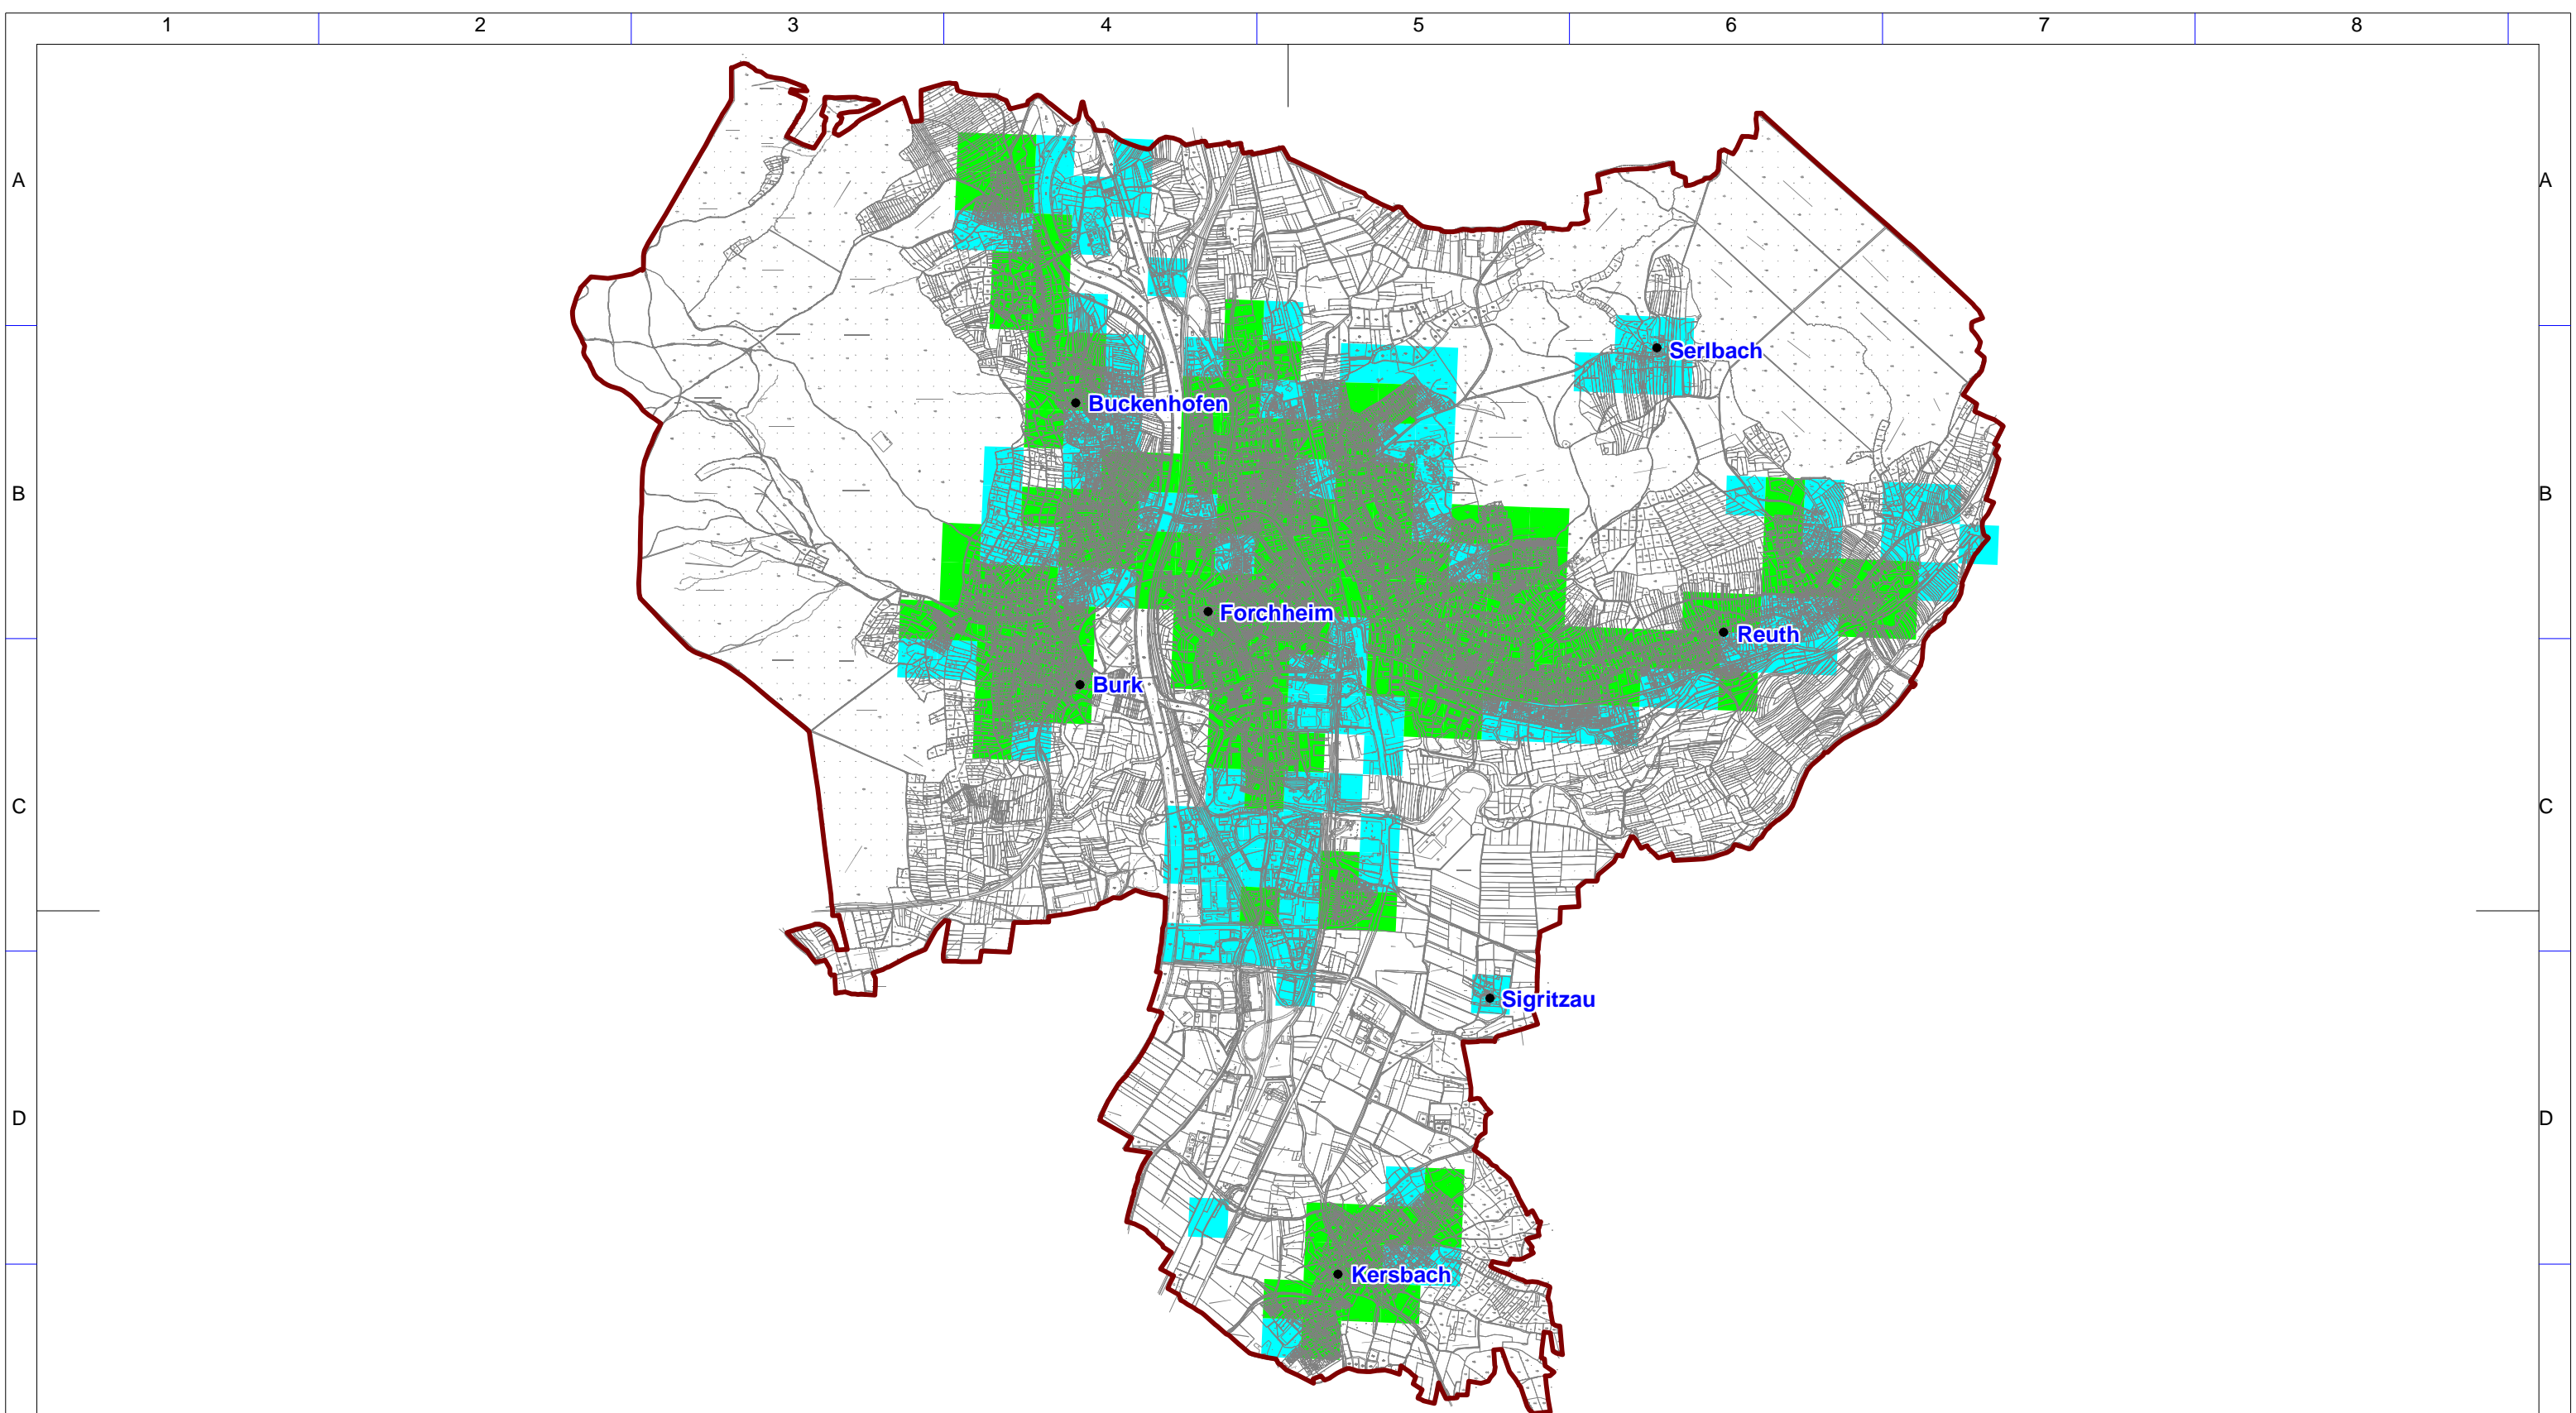 1 2 3 4 5 6 7 8
A A
Serlbach
Buckenhofen
B B
Forchheim
Reuth
Burk
C C
Sigritzau
D D
Kersbach